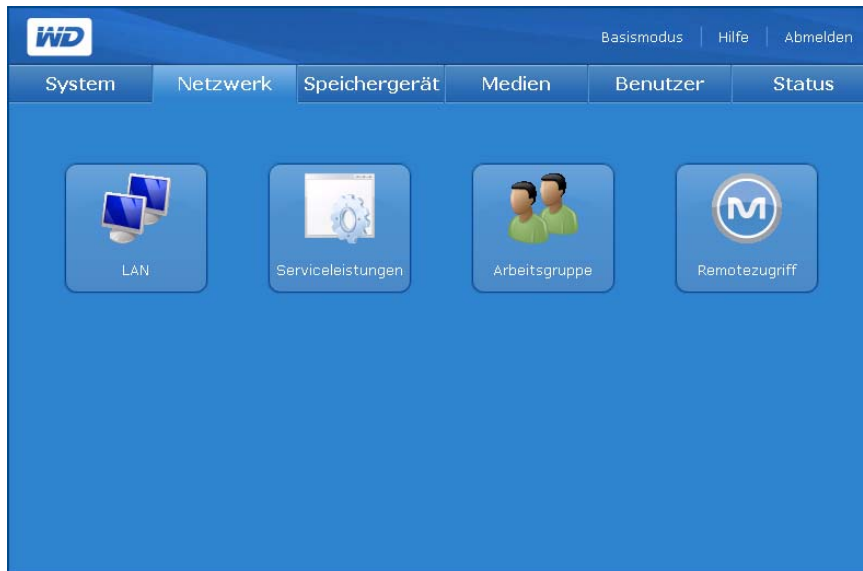 WD
Basismodus Hilfe Abmelden
System Netzwerk Speichergerät Medien Benutzer Status
M
LAN Serviceleistungen Arbeitsgruppe Remotezugriff